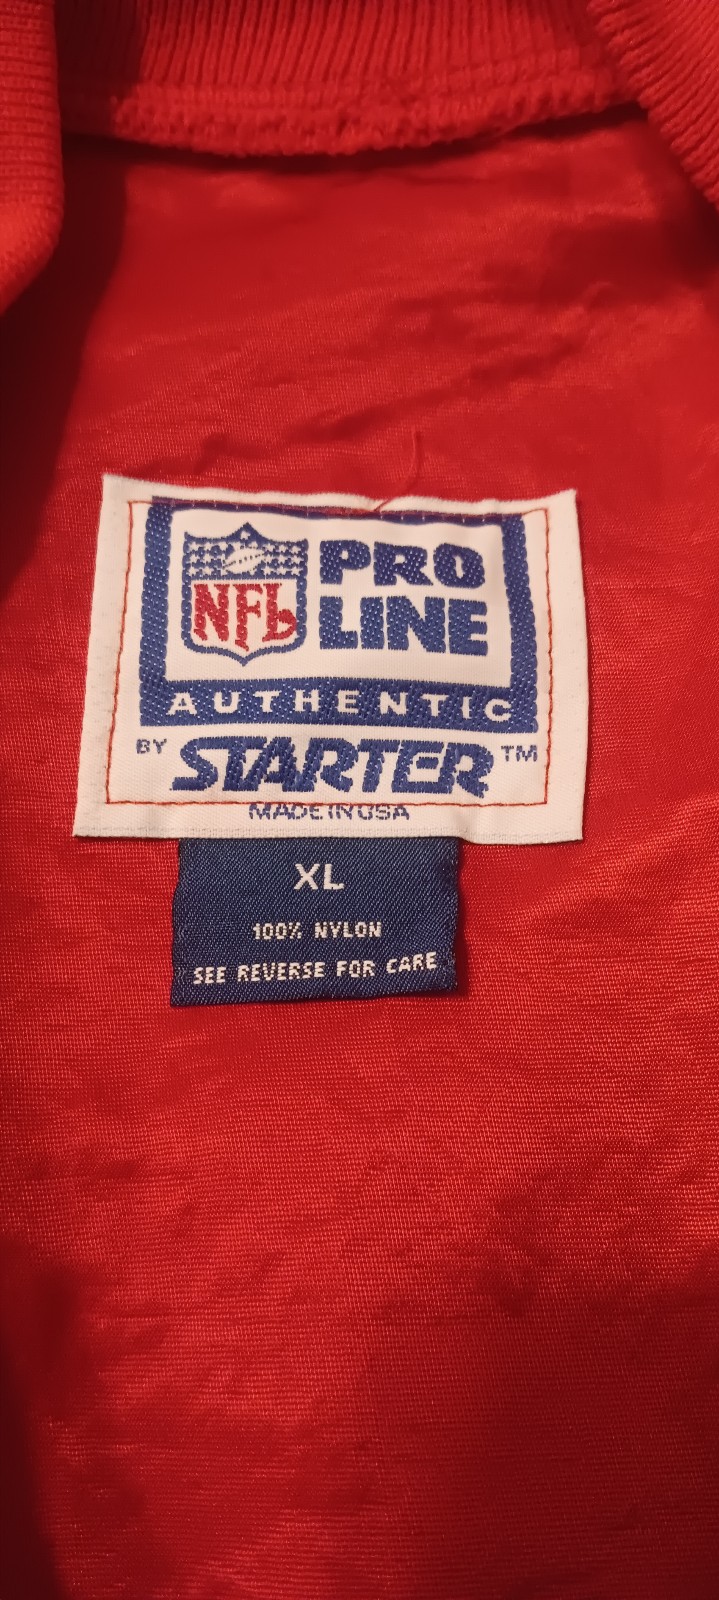 NFL PRO
LINE
AUTHENTIC
BY STARTER TM
MADE IN USA
XL
100% NYLON
SEE REVERSE FOR CARE